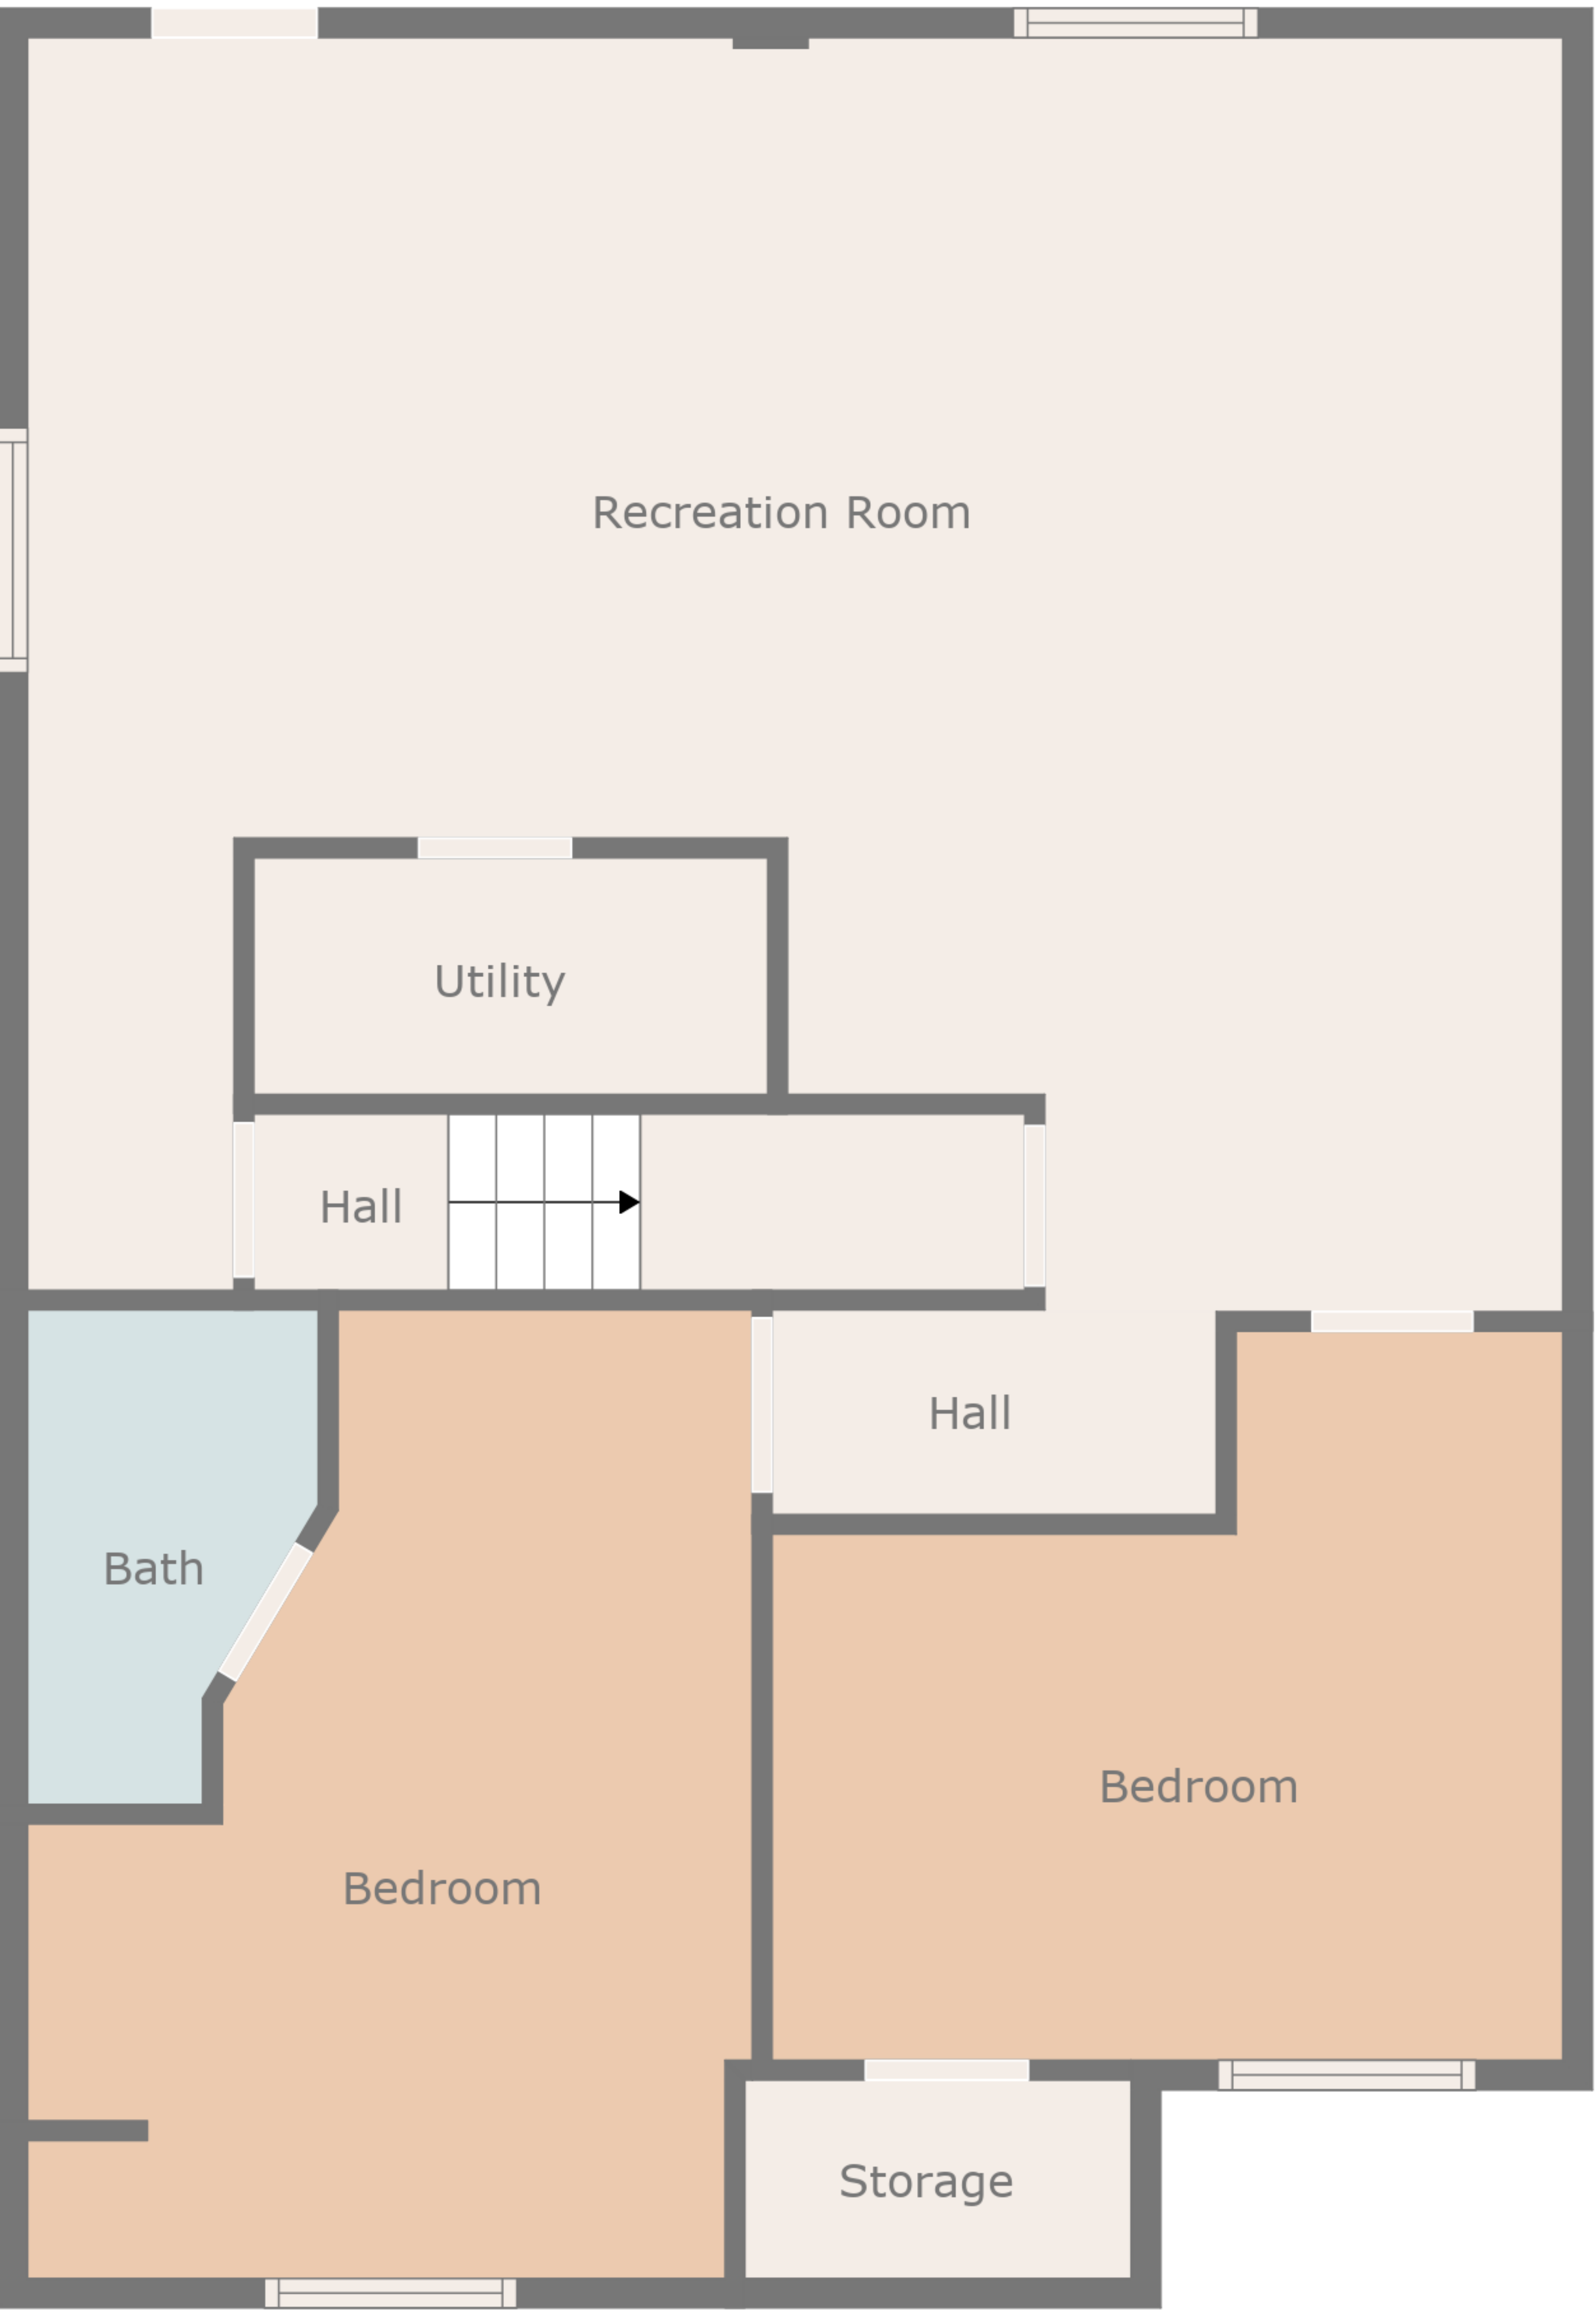 Recreation Room
Utility
Hall
Hall
Bath
Bedroom
Bedroom
Storage